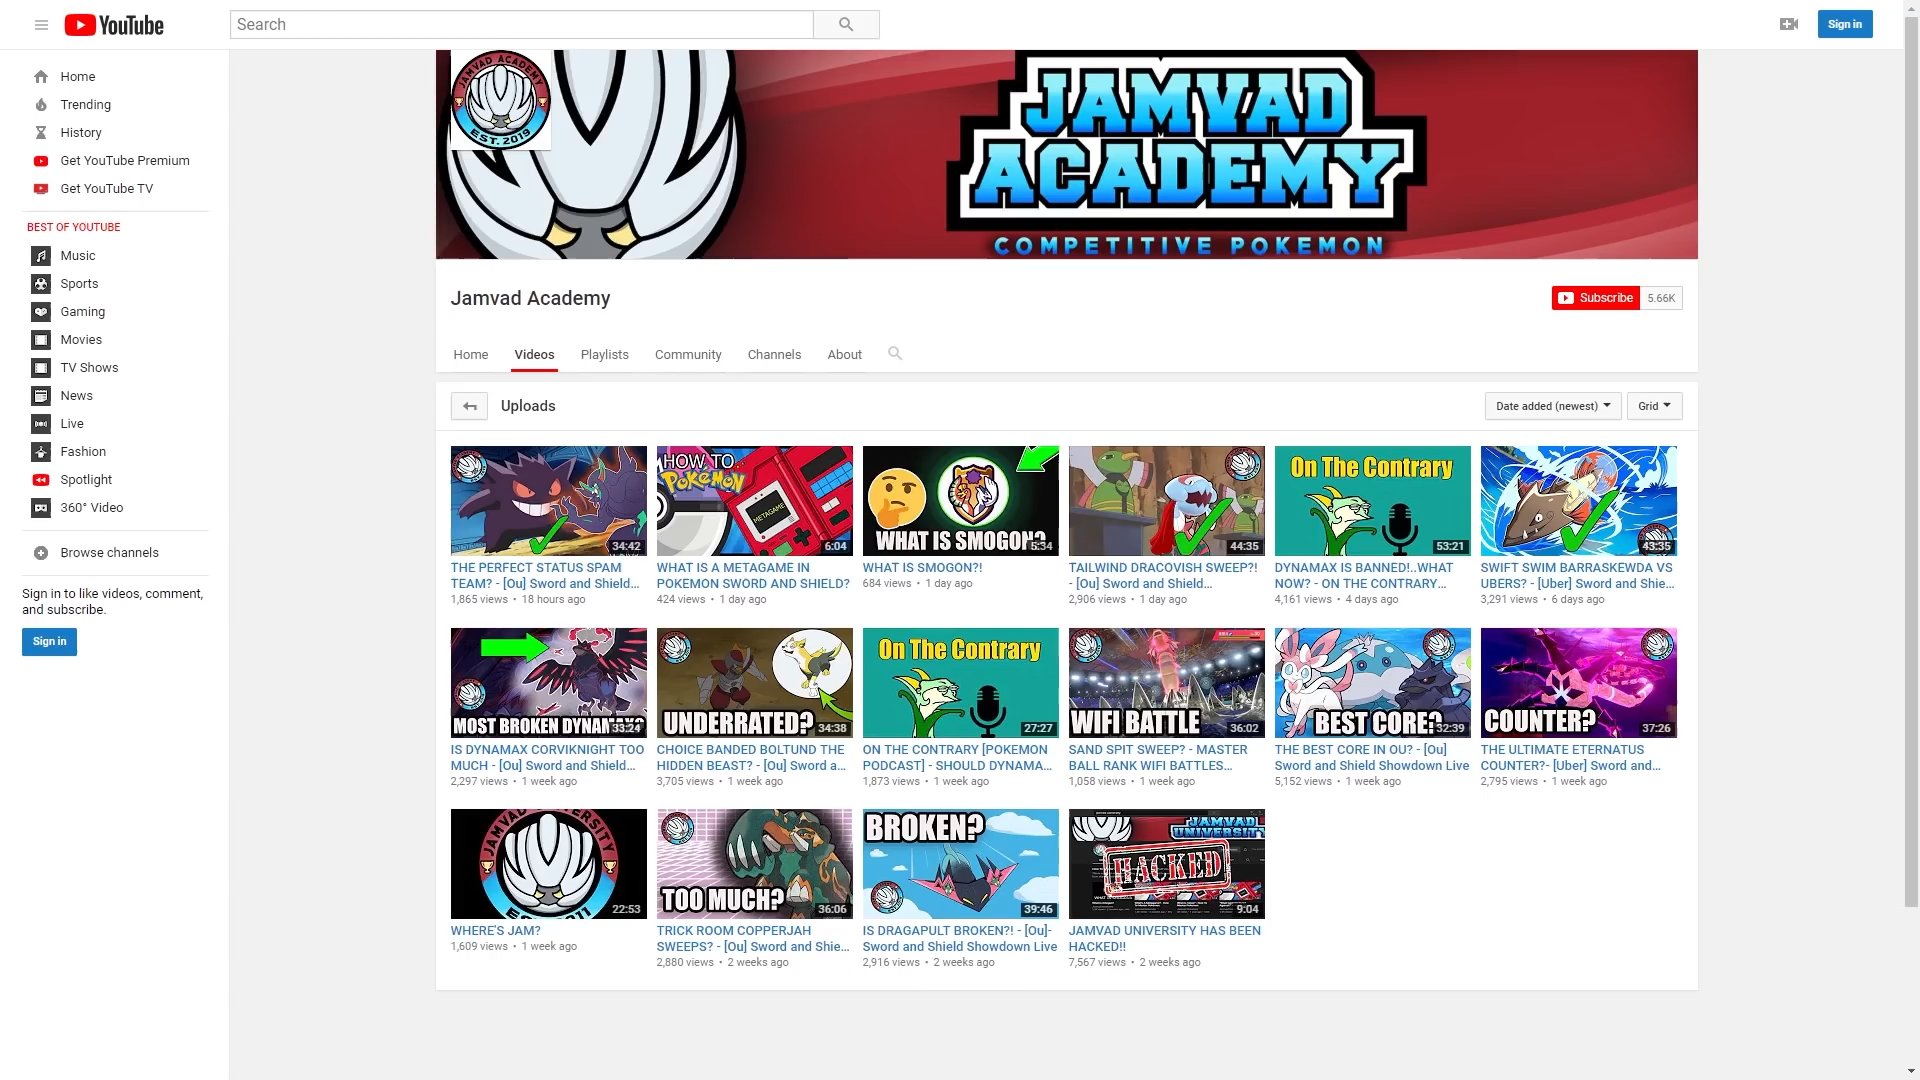 YouTube
Search
Sign in
Home
Trending
History
Get YouTube Premium
Get YouTube TV
BEST OF YOUTUBE
Music
Sports
Gaming
Movies
TV Shows
News
Live
Fashion
Spotlight
360° Video
Browse channels
Sign in to like videos, comment,
and subscribe.
Sign in
JAMVAD ACADEMY
EST. 2019
JAMVAD
ACADEMY
COMPETITIVE POKEMON
Jamvad Academy
Subscribe 5.66K
Home Videos Playlists Community Channels About
Uploads
Date added (newest) Grid
34:42
THE PERFECT STATUS SPAM
TEAM? - [Ou] Sword and Shield...
1,865 views • 18 hours ago
HOW TO
POKéMON
METAGAME
6:04
WHAT IS A METAGAME IN
POKEMON SWORD AND SHIELD?
424 views • 1 day ago
WHAT IS SMOGON?
5:34
WHAT IS SMOGON?!
684 views • 1 day ago
44:35
TAILWIND DRACOVISH SWEEP?!
- [Ou] Sword and Shield...
2,906 views • 1 day ago
On The Contrary
53:21
DYNAMAX IS BANNED!..WHAT
NOW? - ON THE CONTRARY...
4,161 views • 4 days ago
43:35
SWIFT SWIM BARRASKEWDA VS
UBERS? - [Uber] Sword and Shie...
3,291 views • 6 days ago
MOST BROKEN DYNAMAX?
33:24
IS DYNAMAX CORVIKNIGHT TOO
MUCH - [Ou] Sword and Shield...
2,297 views • 1 week ago
UNDERRATED?
34:38
CHOICE BANDED BOLTUND THE
HIDDEN BEAST? - [Ou] Sword a...
3,705 views • 1 week ago
On The Contrary
27:27
ON THE CONTRARY [POKEMON
PODCAST] - SHOULD DYNAMA...
1,873 views • 1 week ago
WIFI BATTLE
36:02
SAND SPIT SWEEP? - MASTER
BALL RANK WIFI BATTLES...
1,058 views • 1 week ago
BEST CORE?
32:39
THE BEST CORE IN OU? - [Ou]
Sword and Shield Showdown Live
5,152 views • 1 week ago
COUNTER?
37:26
THE ULTIMATE ETERNATUS
COUNTER?- [Uber] Sword and...
2,795 views • 1 week ago
JAMVAD UNIVERSITY
EST. 2011
22:53
WHERE'S JAM?
1,609 views • 1 week ago
TOO MUCH?
36:06
TRICK ROOM COPPERJAH
SWEEPS? - [Ou] Sword and Shie...
2,880 views • 2 weeks ago
BROKEN?
39:46
IS DRAGAPULT BROKEN?! - [Ou]-
Sword and Shield Showdown Live
2,916 views • 2 weeks ago
JAMVAD
UNIVERSITY
HACKED
9:04
JAMVAD UNIVERSITY HAS BEEN
HACKED!!
7,567 views • 2 weeks ago